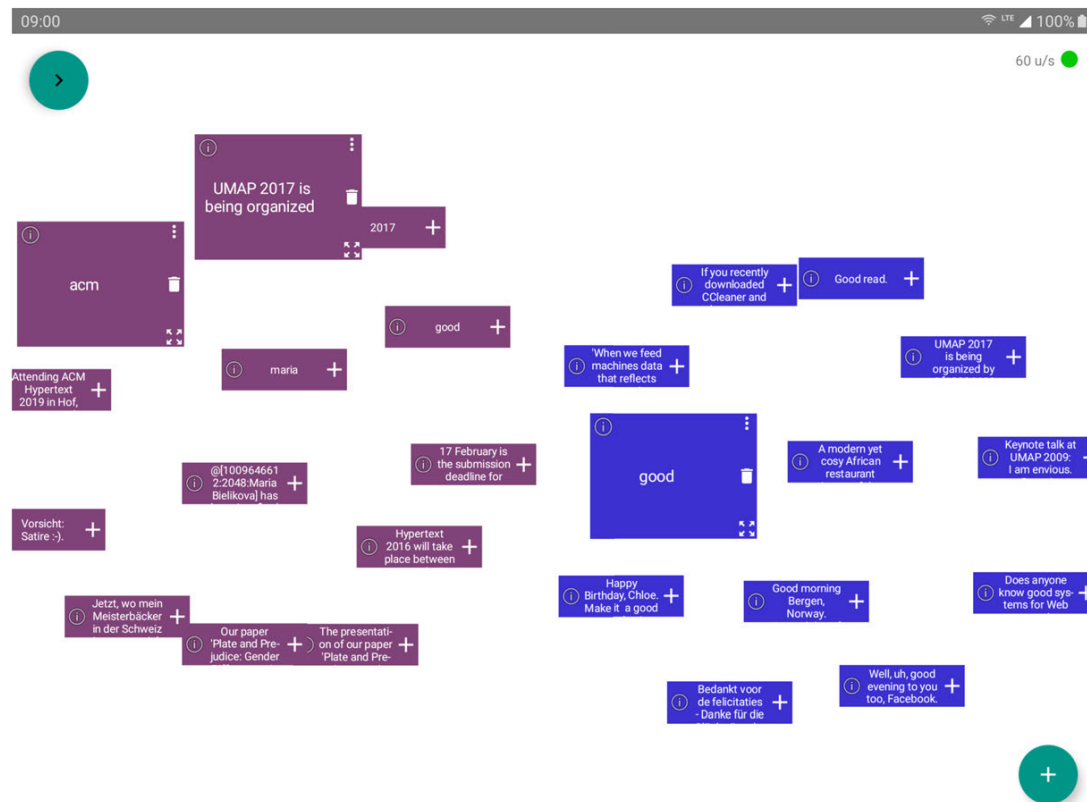 09:00
LTE
100%
60 u/s
UMAP 2017 is
being organized
2017
acm
good
maria
Attending ACM
Hypertext
2019 in Hof,
17 February is
the submission
deadline for
@[100964661
2:2048:Maria
Bielikova] has
Vorsicht:
Satire :-).
Hypertext
2016 will take
place between
Jetzt, wo mein
Meisterbäcker
in der Schweiz
Our paper
'Plate and Pre-
judice: Gender
The presentati-
on of our paper
'Plate and Pre-
If you recently
downloaded
CCleaner and
Good read.
'When we feed
machines data
that reflects
UMAP 2017
is being
organized by
good
A modern yet
cosy African
restaurant
Keynote talk at
UMAP 2009:
I am envious.
Happy
Birthday, Chloe.
Make it a good
Good morning
Bergen,
Norway.
Does anyone
know good sys-
tems for Web
Well, uh, good
evening to you
too, Facebook.
Bedankt voor
de felicitaties
- Danke für die